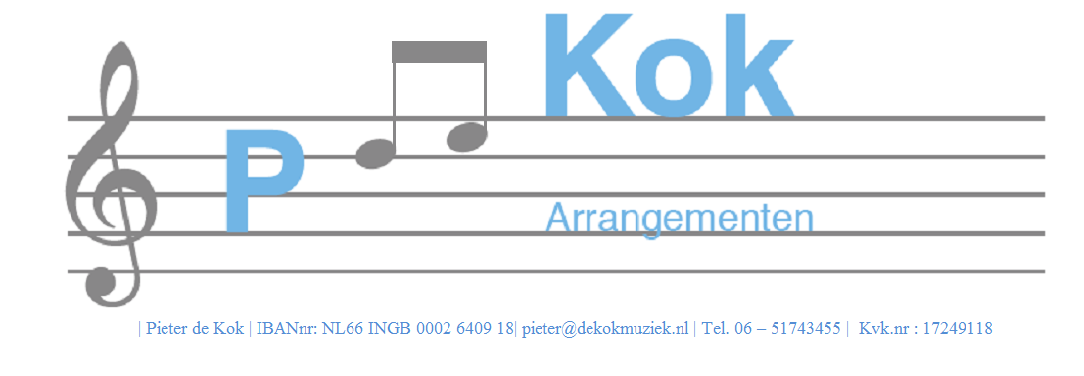 P Kok
Arrangementen
| Pieter de Kok | IBANnr: NL66 INGB 0002 6409 18| pieter@dekokmuziek.nl | Tel. 06 – 51743455 | Kvk.nr : 17249118